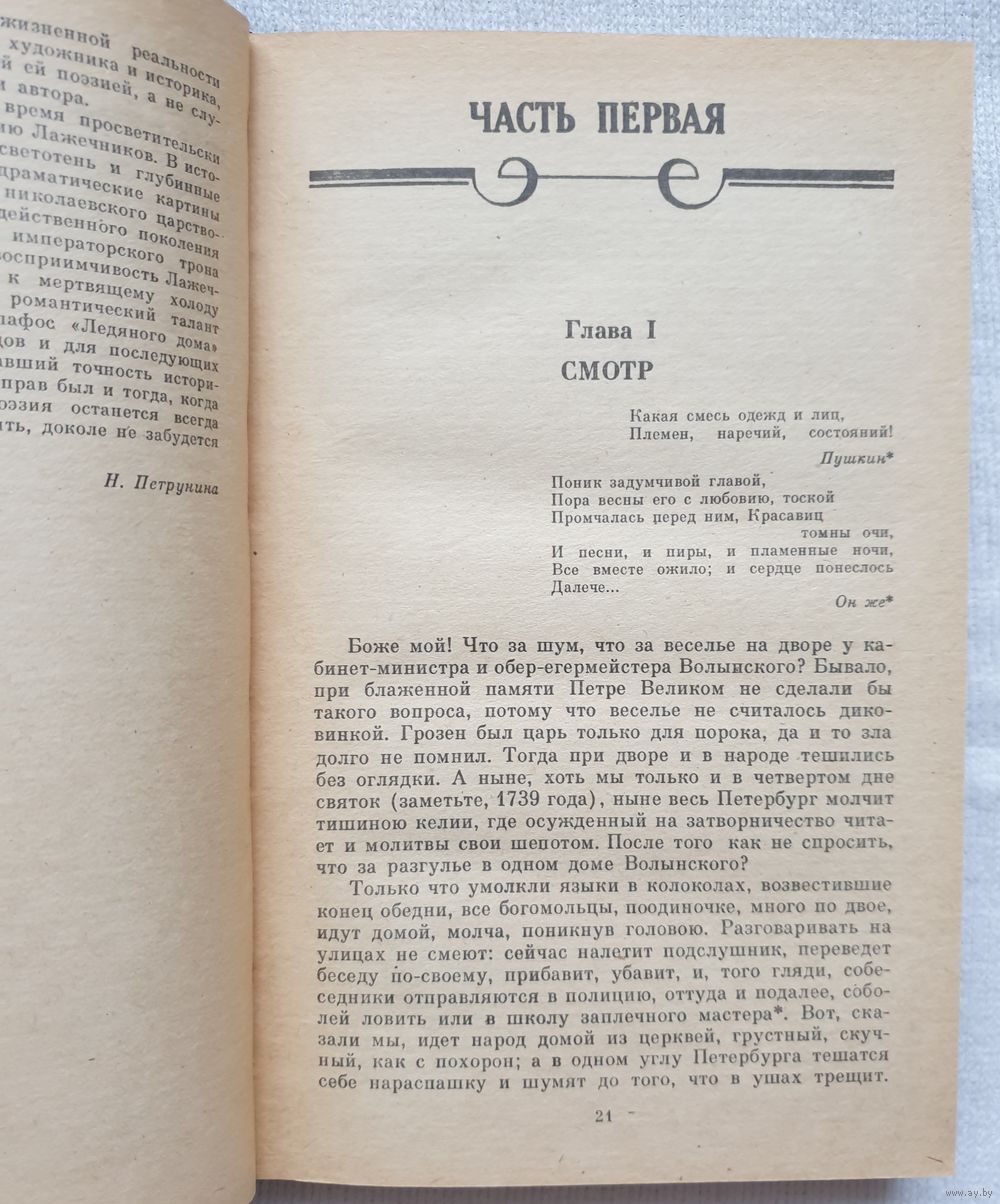 жизненной реальности
художника и историка,
й ей поэзией, а не слу-
и автора.
время просветительски
ию Лажечников. В исто-
светотень и глубинные
драматические картины
николаевского царство-
действенного поколения
императорского трона
восприимчивость Лажеч-
к мертвящему холоду
романтический талант
пафос «Ледяного дома»
дов и для последующих
авший точность истори-
прав был и тогда, когда
оэзия останется всегда
ить, доколе не забудется
Н. Петрунина
ЧАСТЬ ПЕРВАЯ
Глава I
СМОТР
Какая смесь одежд и лиц,
Племен, наречий, состояний!
Пушкин*
Поник задумчивой главой,
Пора весны его с любовию, тоской
Промчалась перед ним, Красавиц
томны очи,
И песни, и пиры, и пламенные ночи,
Все вместе ожило; и сердце понеслось
Далече...
Он же*
Боже мой! Что за шум, что за веселье на дворе у ка-
бинет-министра и обер-егермейстера Волынского? Бывало,
при блаженной памяти Петре Великом не сделали бы
такого вопроса, потому что веселье не считалось дико-
винкой. Грозен был царь только для порока, да и то зла
долго не помнил. Тогда при дворе и в народе тешились
без оглядки. А ныне, хоть мы только и в четвертом дне
святок (заметьте, 1739 года), ныне весь Петербург молчит
тишиною келии, где осужденный на затворничество чита-
ет и молитвы свои шепотом. После того как не спросить,
что за разгулье в одном доме Волынского?
Только что умолкли языки в колоколах, возвестившие
конец обедни, все богомольцы, поодиночке, много по двое,
идут домой, молча, поникнув головою. Разговаривать на
улицах не смеют: сейчас налетит подслушник, переведет
беседу по-своему, прибавит, убавит, и, того гляди, собе-
седники отправляются в полицию, оттуда и подалее, собо-
лей ловить или в школу заплечного мастера*. Вот, ска-
зали мы, идет народ домой из церквей, грустный, скуч-
ный, как с похорон; а в одном углу Петербурга тешатся
себе нараспашку и шумят до того, что в ушах трещит.
21
www.ay.by